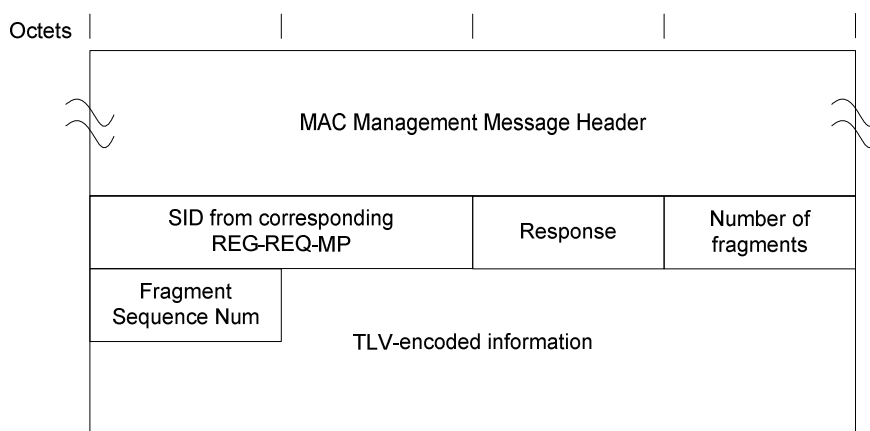 Octets
MAC Management Message Header
SID from corresponding
REG-REQ-MP
Response
Number of
fragments
Fragment
Sequence Num
TLV-encoded information